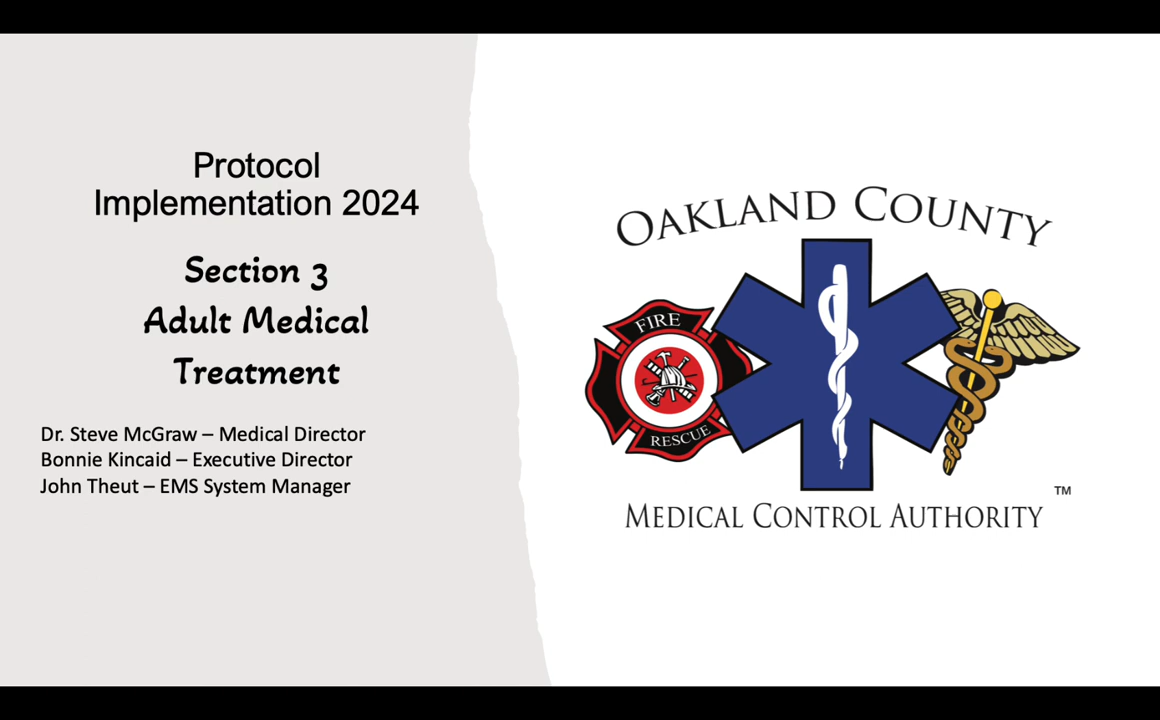 Protocol
Implementation 2024
Section 3
Adult Medical
Treatment
Dr. Steve McGraw – Medical Director
Bonnie Kincaid – Executive Director
John Theut – EMS System Manager
OAKLAND COUNTY
FIRE
RESCUE
TM
MEDICAL CONTROL AUTHORITY